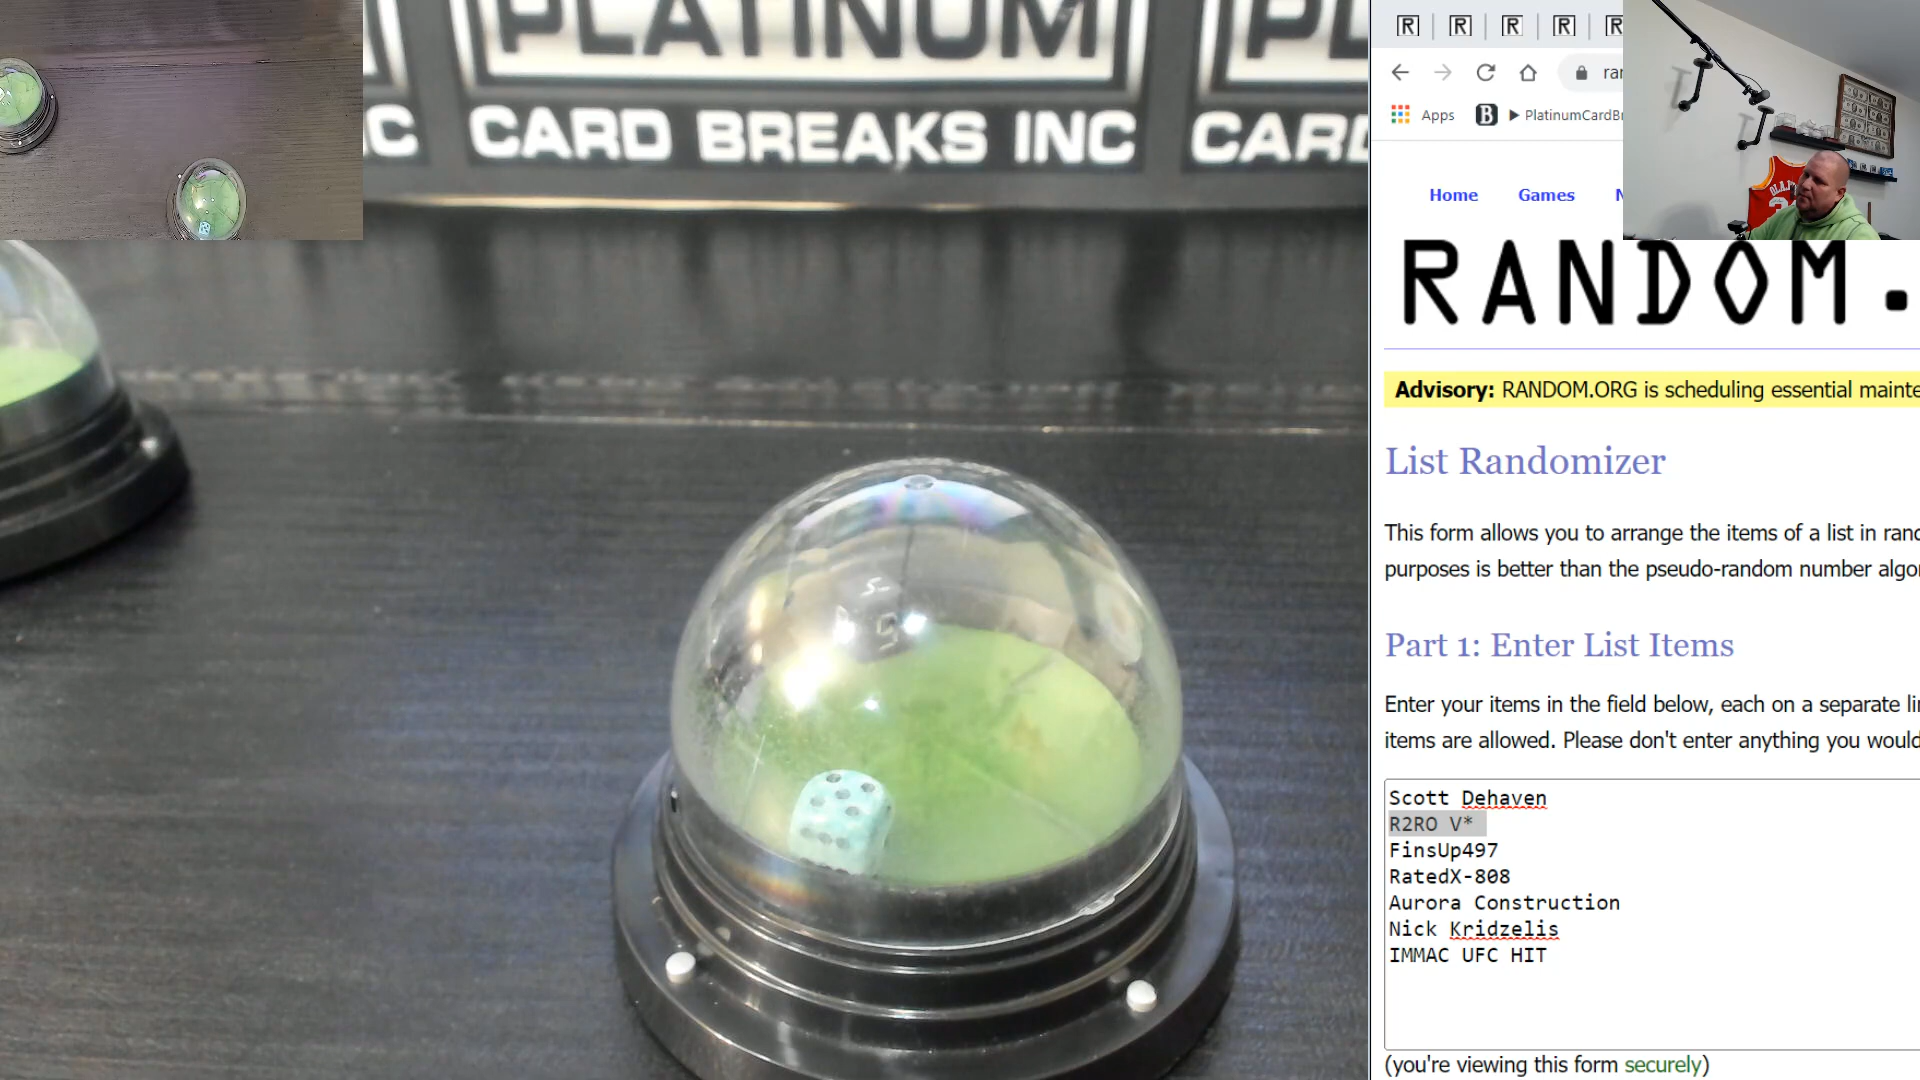 PLATINUM
CARD BREAKS INC
Apps
PlatinumCardBr
Home Games
RANDOM.
Advisory: RANDOM.ORG is scheduling essential mainte
List Randomizer
This form allows you to arrange the items of a list in rand
purposes is better than the pseudo-random number algo
Part 1: Enter List Items
Enter your items in the field below, each on a separate li
items are allowed. Please don't enter anything you would
Scott Dehaven
R2RO V*
FinsUp497
RatedX-808
Aurora Construction
Nick Kridzelis
IMMAC UFC HIT
(you're viewing this form securely)